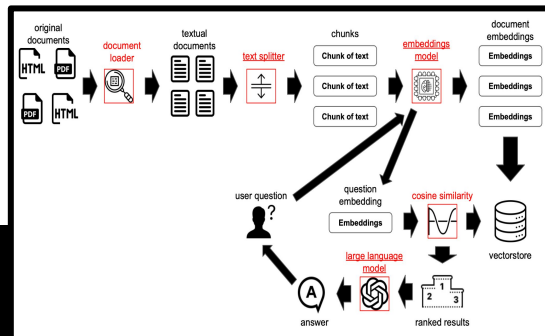 original
documents
HTML
PDF
PDF
HTML
document
loader
textual
documents
text splitter
chunks
Chunk of text
Chunk of text
Chunk of text
embeddings
model
document
embeddings
Embeddings
Embeddings
Embeddings
user question
?
question
embedding
Embeddings
cosine similarity
vectorstore
large language
model
A
answer
1
2
3
ranked results